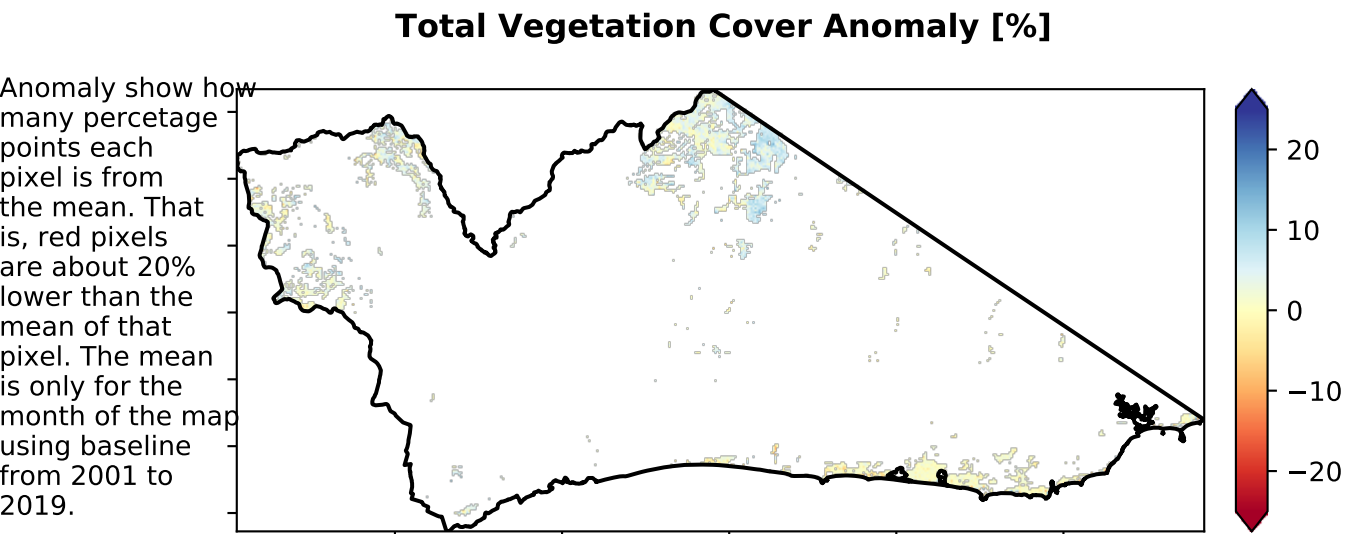 Total Vegetation Cover Anomaly [%]
Anomaly show how
many percetage
points each
pixel is from
the mean. That
is, red pixels
are about 20%
lower than the
mean of that
pixel. The mean
is only for the
month of the map
using baseline
from 2001 to
2019.
20
10
0
−10
−20